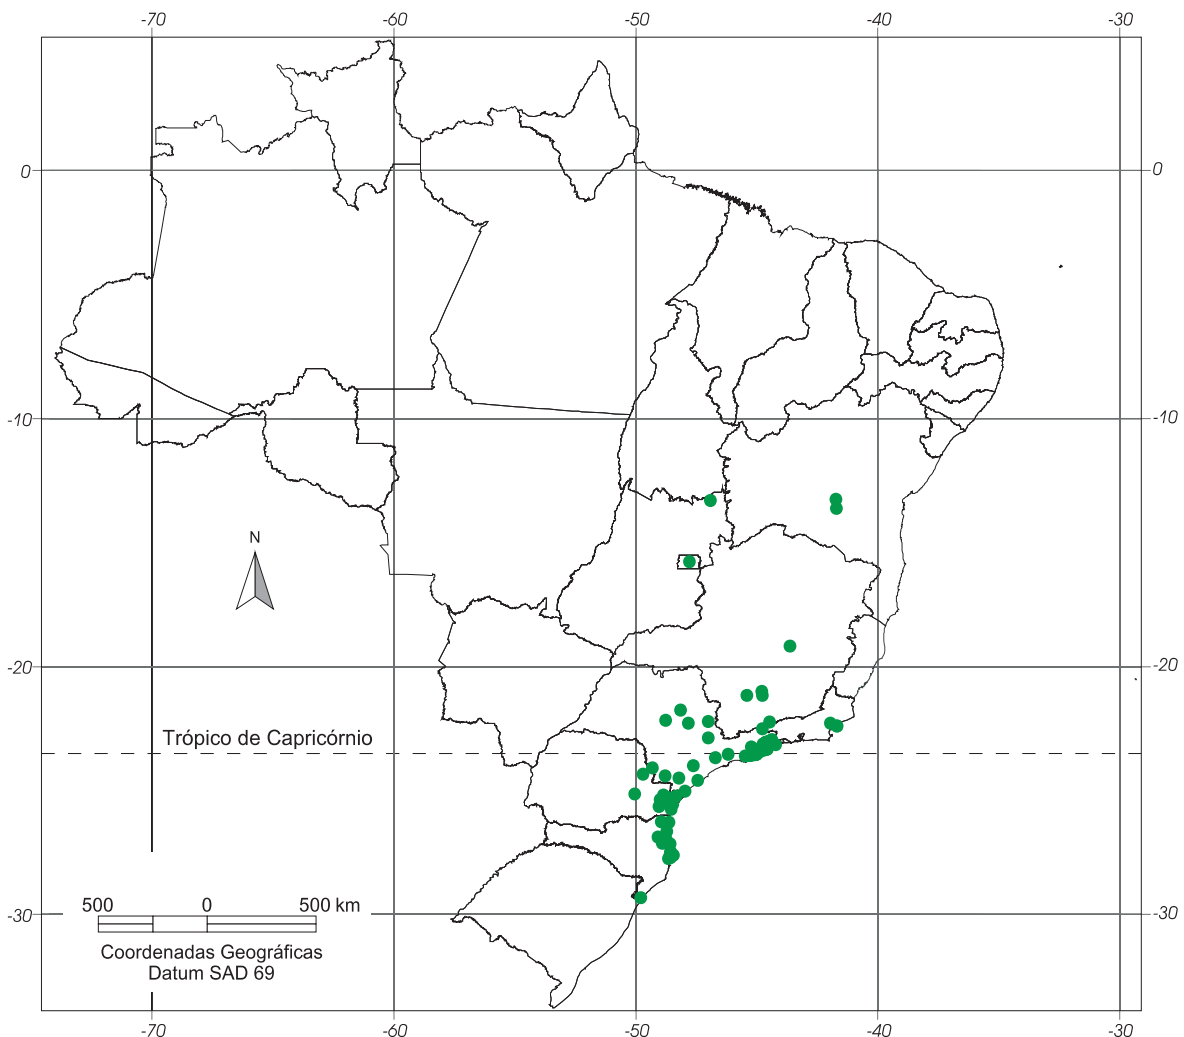 -70 -60 -50 -40 -30
0 0
-10 -10
N
-20 -20
Trópico de Capricórnio
500 0 500 km
-30 -30
Coordenadas Geográficas
Datum SAD 69
-70 -60 -50 -40 -30